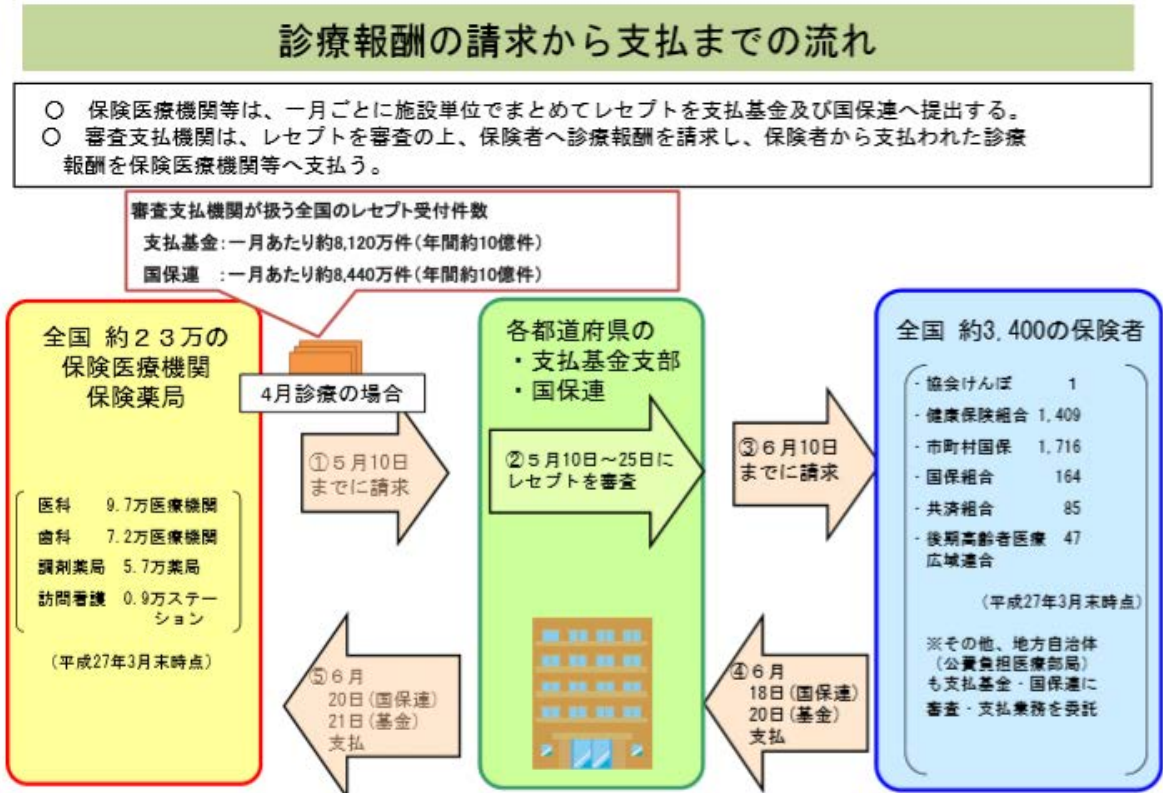 診療報酬の請求から支払までの流れ
○ 保険医療機関等は、一月ごとに施設単位でまとめてレセプトを支払基金及び国保連へ提出する。
○ 審査支払機関は、レセプトを審査の上、保険者へ診療報酬を請求し、保険者から支払われた診療
報酬を保険医療機関等へ支払う。
審査支払機関が扱う全国のレセプト受付件数
支払基金:一月あたり約8,120万件(年間約10億件)
国保連 :一月あたり約8,440万件(年間約10億件)
全国 約23万の
保険医療機関
保険薬局
医科 9.7万医療機関
歯科 7.2万医療機関
調剤薬局 5.7万薬局
訪問看護 0.9万ステー
ション
(平成27年3月末時点)
4月診療の場合
①5月10日
までに請求
各都道府県の
・支払基金支部
・国保連
②5月10日~25日に
レセプトを審査
③6月10日
までに請求
全国 約3,400の保険者
・協会けんぽ 1
・健康保険組合 1,409
・市町村国保 1,716
・国保組合 164
・共済組合 85
・後期高齢者医療 47
広域連合
(平成27年3月末時点)
※その他、地方自治体
(公費負担医療部局)
も支払基金・国保連に
審査・支払業務を委託
④6月
18日(国保連)
20日(基金)
支払
⑤6月
20日(国保連)
21日(基金)
支払